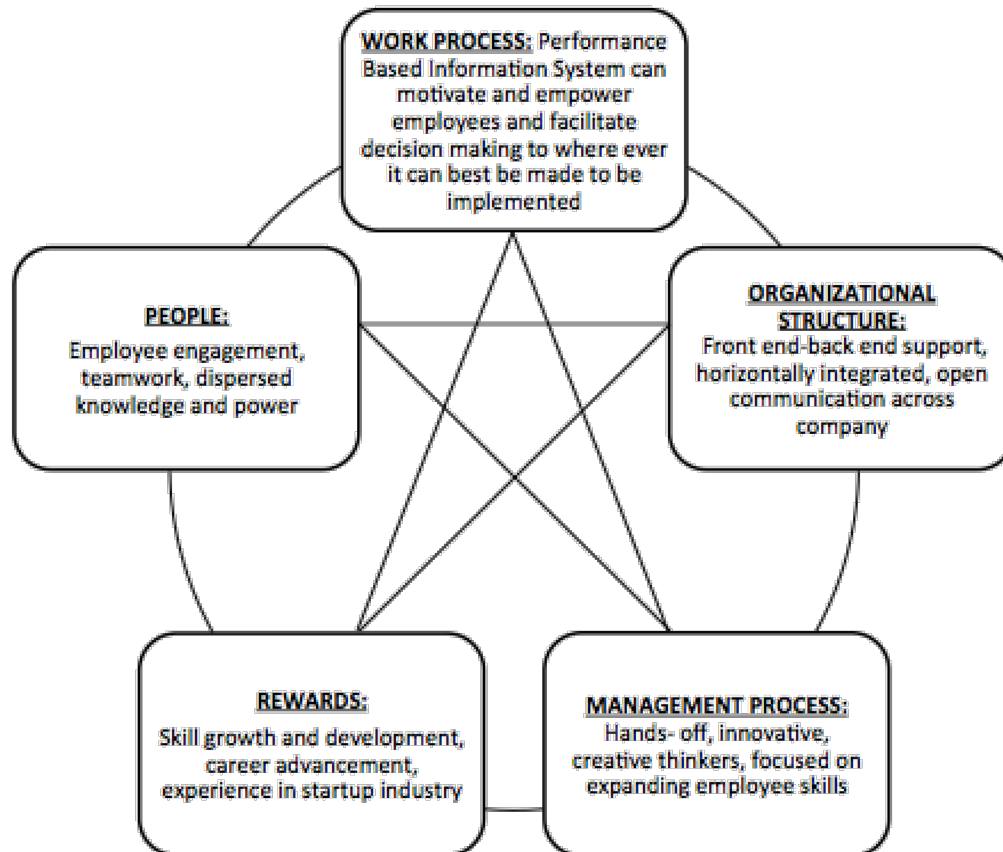 WORK PROCESS: Performance
Based Information System can
motivate and empower
employees and facilitate
decision making to where ever
it can best be made to be
implemented
PEOPLE:
Employee engagement,
teamwork, dispersed
knowledge and power
ORGANIZATIONAL
STRUCTURE:
Front end-back end support,
horizontally integrated, open
communication across
company
REWARDS:
Skill growth and development,
career advancement,
experience in startup industry
MANAGEMENT PROCESS:
Hands- off, innovative,
creative thinkers, focused on
expanding employee skills